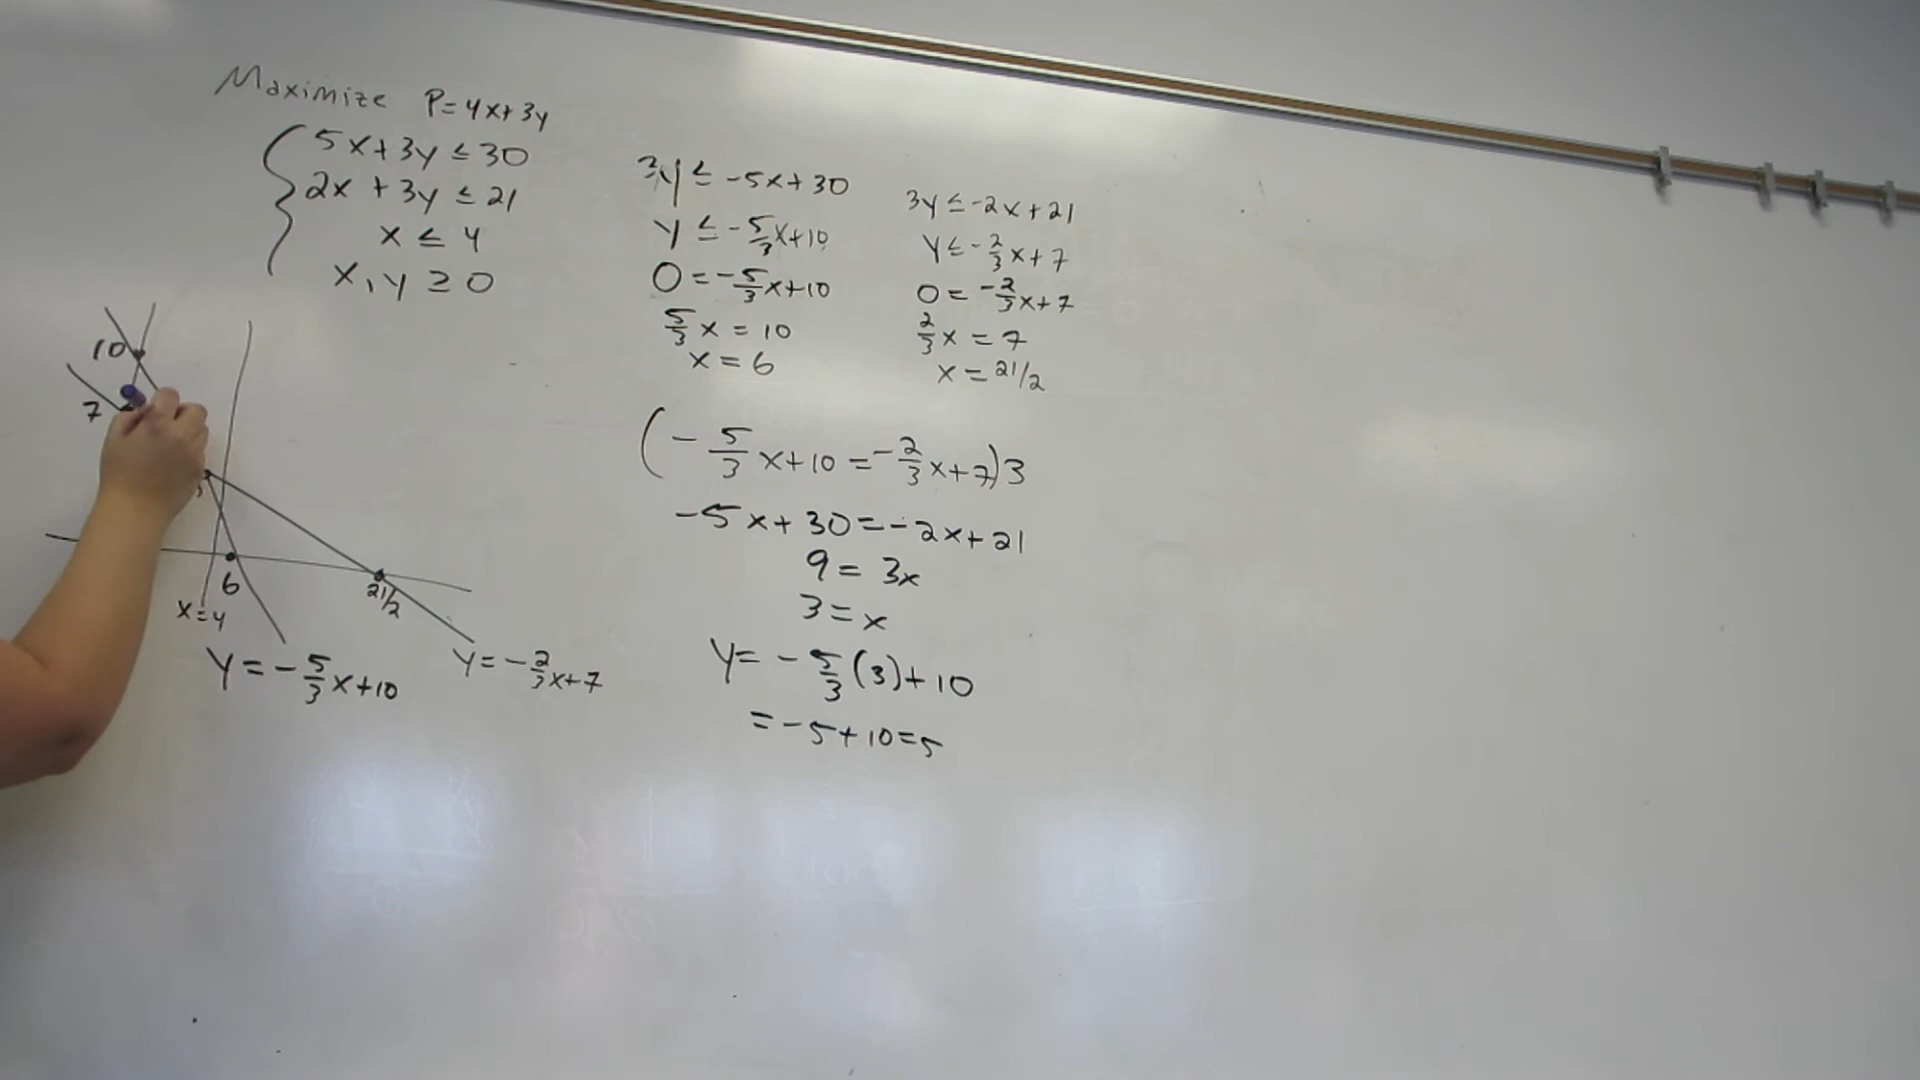 Maximize P=4x+3y
5x+3y≤30
2x+3y≤21
x≤4
x,y≥0
3y≤-5x+30
y≤-5/3x+10
0=-5/3x+10
5/3x=10
x=6
3y≤-2x+21
y≤-2/3x+7
0=-2/3x+7
2/3x=7
x=21/2
(-5/3x+10=-2/3x+7)3
-5x+30=-2x+21
9=3x
3=x
y=-5/3(3)+10
=-5+10=5
10
7
6
21/2
x=4
y=-5/3x+10
y=-2/3x+7